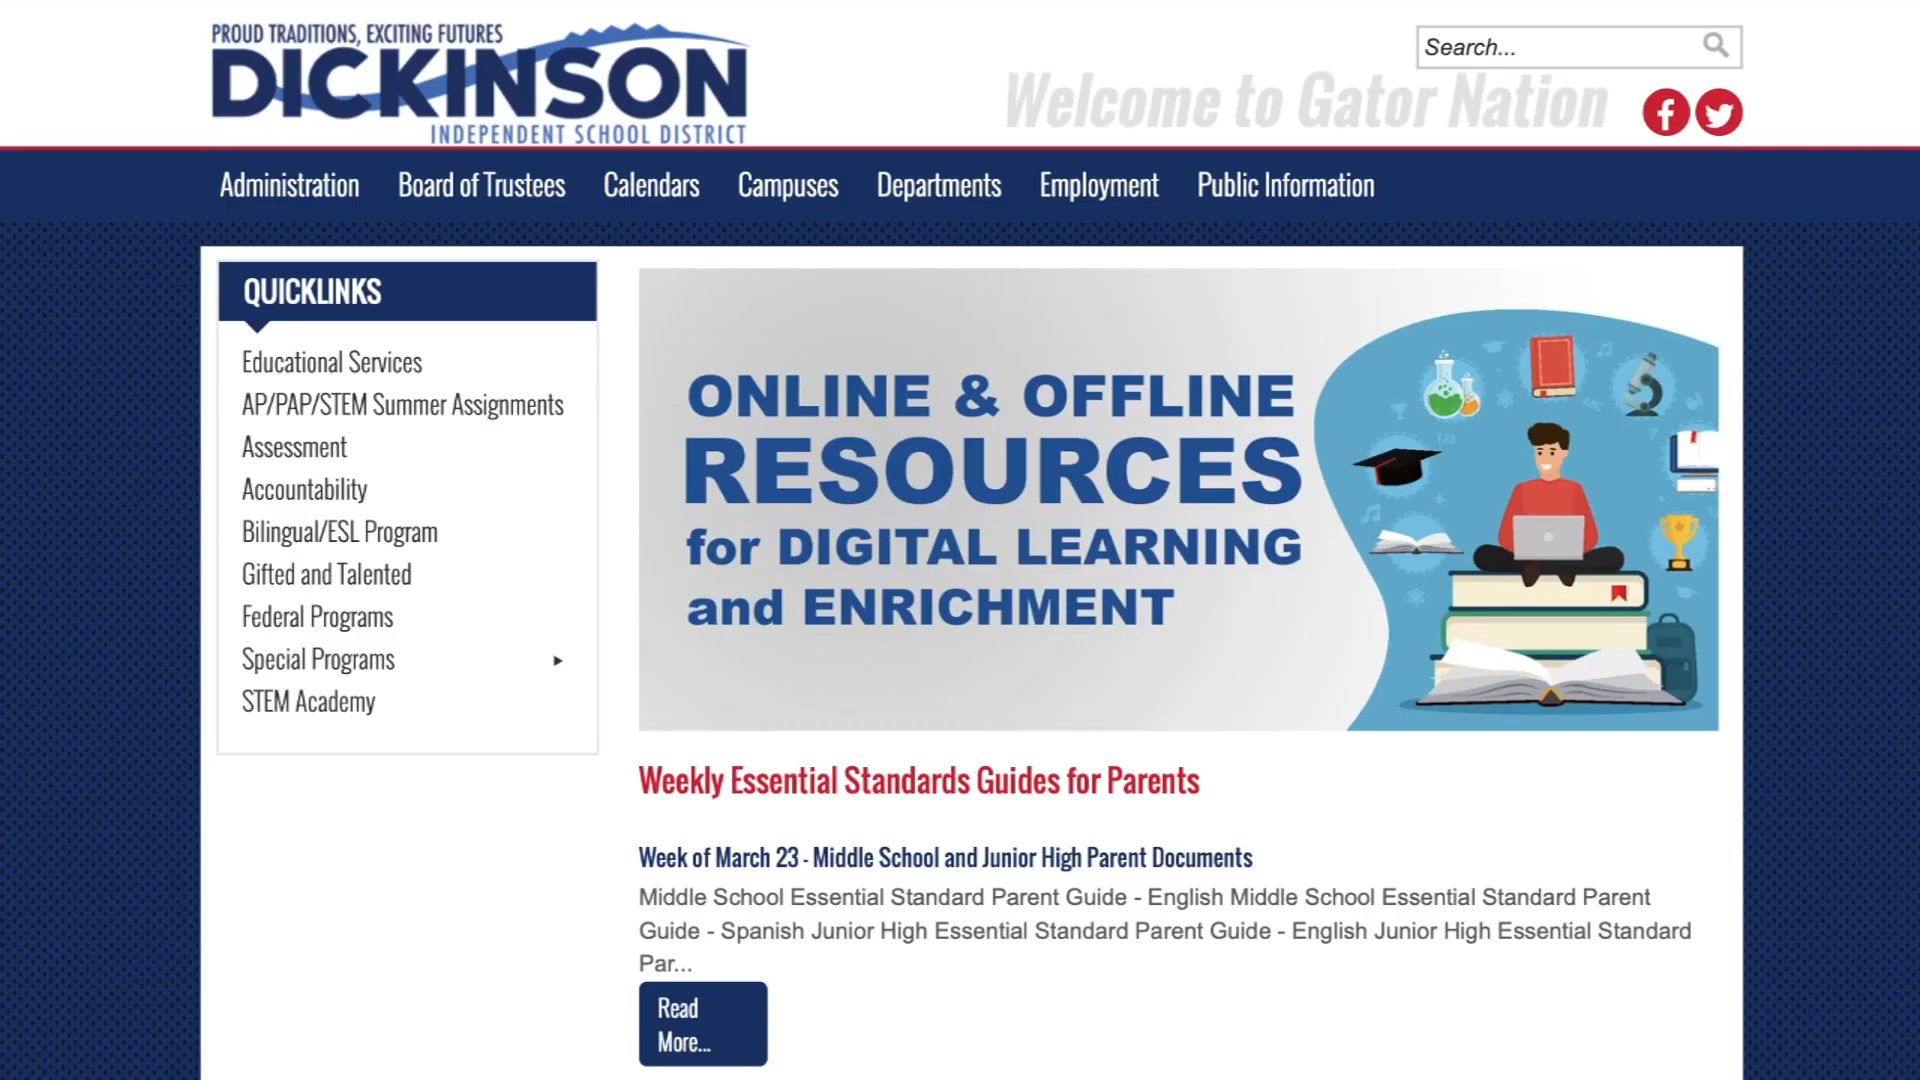 PROUD TRADITIONS, EXCITING FUTURES
DICKINSON
INDEPENDENT SCHOOL DISTRICT
Search...
Welcome to Gator Nation
Administration
Board of Trustees
Calendars
Campuses
Departments
Employment
Public Information
QUICKLINKS
Educational Services
AP/PAP/STEM Summer Assignments
Assessment
Accountability
Bilingual/ESL Program
Gifted and Talented
Federal Programs
Special Programs
STEM Academy
ONLINE & OFFLINE
RESOURCES
for DIGITAL LEARNING
and ENRICHMENT
123
ABC
Weekly Essential Standards Guides for Parents
Week of March 23 - Middle School and Junior High Parent Documents
Middle School Essential Standard Parent Guide - English Middle School Essential Standard Parent
Guide - Spanish Junior High Essential Standard Parent Guide - English Junior High Essential Standard
Par...
Read
More...